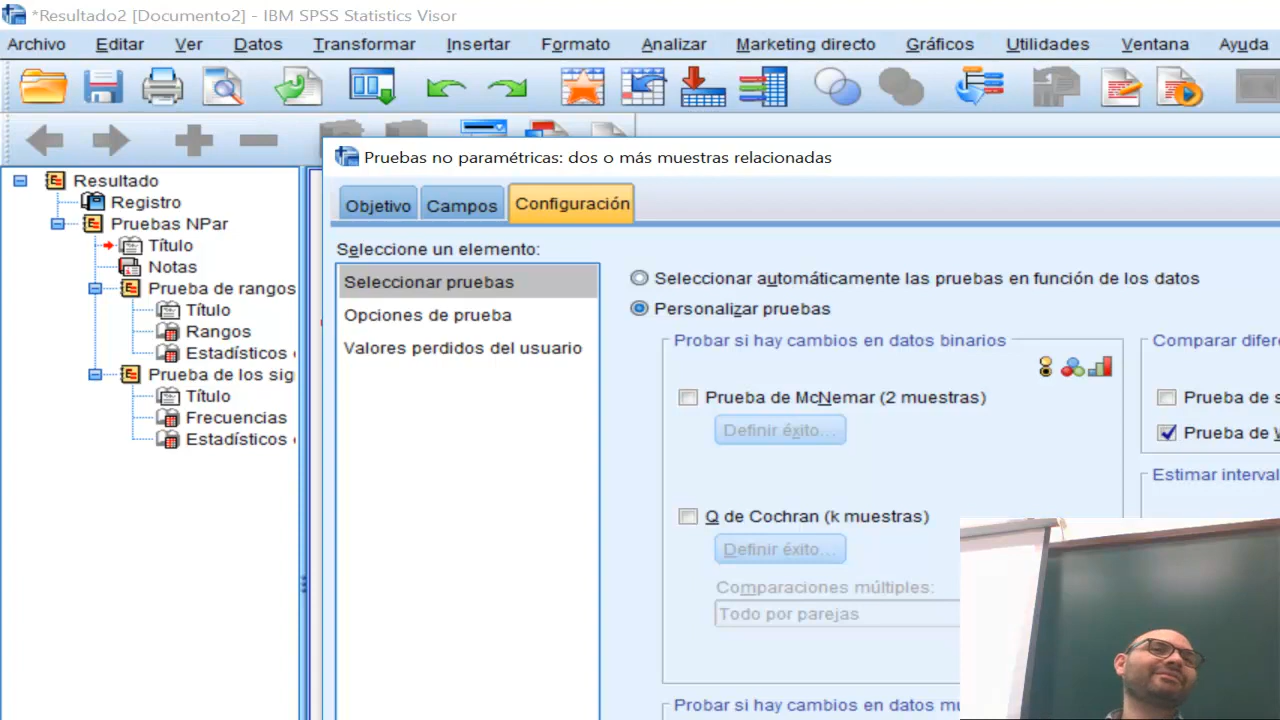 *Resultado2 [Documento2] - IBM SPSS Statistics Visor
Archivo Editar Ver Datos Transformar Insertar Formato Analizar Marketing directo Gráficos Utilidades Ventana Ayuda
Pruebas no paramétricas: dos o más muestras relacionadas
Objetivo Campos Configuración
Resultado
Registro
Pruebas NPar
Título
Notas
Prueba de rangos
Título
Rangos
Estadísticos
Prueba de los sig
Título
Frecuencias
Estadísticos
Seleccione un elemento:
Seleccionar pruebas
Opciones de prueba
Valores perdidos del usuario
Seleccionar automáticamente las pruebas en función de los datos
Personalizar pruebas
Probar si hay cambios en datos binarios
Prueba de McNemar (2 muestras)
Definir éxito...
Q de Cochran (k muestras)
Definir éxito...
Comparaciones múltiples:
Todo por parejas
Probar si hay cambios en datos mu
Comparar difere
Prueba de s
Prueba de W
Estimar interval